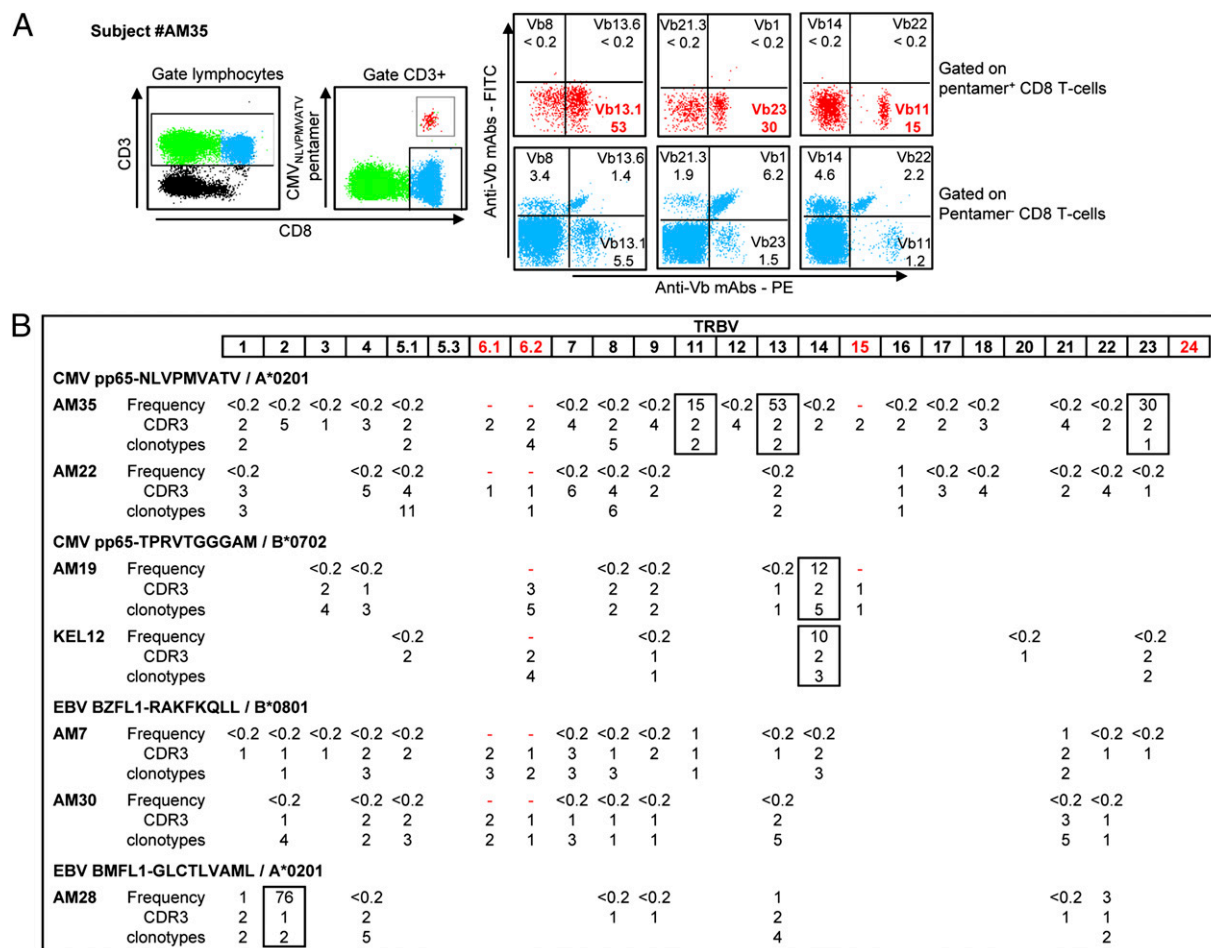 A
Subject #AM35
Gate lymphocytes
CD3
Gate CD3+
CMVNLVPMVATV
pentamer
CD8
Anti-Vb mAbs - FITC
Vb8 Vb13.6
< 0.2 < 0.2
Vb13.1
53
Vb21.3 Vb1
< 0.2 < 0.2
Vb23
30
Vb14 Vb22
< 0.2 < 0.2
Vb11
15
Gated on
pentamer+ CD8 T-cells
Vb8 Vb13.6
3.4 1.4
Vb13.1
5.5
Vb21.3 Vb1
1.9 6.2
Vb23
1.5
Vb14 Vb22
4.6 2.2
Vb11
1.2
Gated on
Pentamer- CD8 T-cells
Anti-Vb mAbs - PE
B
TRBV
1 2 3 4 5.1 5.3 6.1 6.2 7 8 9 11 12 13 14 15 16 17 18 20 21 22 23 24
CMV pp65-NLVPMVATV / A*0201
AM35 Frequency <0.2 <0.2 <0.2 <0.2 <0.2 - - <0.2 <0.2 <0.2 15 <0.2 53 <0.2 - <0.2 <0.2 <0.2 <0.2 <0.2 30
CDR3 2 5 1 3 2 2 2 4 2 4 2 4 2 2 2 2 2 3 4 2 2
clonotypes 2 2 4 5 2 2 1
AM22 Frequency <0.2 <0.2 <0.2 - - <0.2 <0.2 <0.2 <0.2 1 <0.2 <0.2 <0.2 <0.2 <0.2
CDR3 3 5 4 1 1 6 4 2 2 1 3 4 2 4 1
clonotypes 3 11 1 6 2 1
CMV pp65-TPRVTGGGAM / B*0702
AM19 Frequency <0.2 <0.2 - <0.2 <0.2 <0.2 12 -
CDR3 2 1 3 2 2 1 2 1
clonotypes 4 3 5 2 2 1 5 1
KEL12 Frequency <0.2 - <0.2 10 <0.2 <0.2
CDR3 2 2 1 2 1 2
clonotypes 4 1 3 2
EBV BZFL1-RAKFKQLL / B*0801
AM7 Frequency <0.2 <0.2 <0.2 <0.2 <0.2 - - <0.2 <0.2 <0.2 1 <0.2 <0.2 1 <0.2 <0.2
CDR3 1 1 1 2 2 2 1 3 1 2 1 1 2 2 1 1
clonotypes 1 3 3 2 3 3 1 3 2
AM30 Frequency <0.2 <0.2 <0.2 - - <0.2 <0.2 <0.2 <0.2 <0.2 <0.2
CDR3 1 2 2 2 1 1 1 1 2 3 1
clonotypes 4 2 3 2 1 3 1 1 5 5 1
EBV BMFL1-GLCTLVAML / A*0201
AM28 Frequency 1 76 <0.2 <0.2 <0.2 1 <0.2 3
CDR3 2 1 2 1 1 2 1 1
clonotypes 2 2 5 4 2